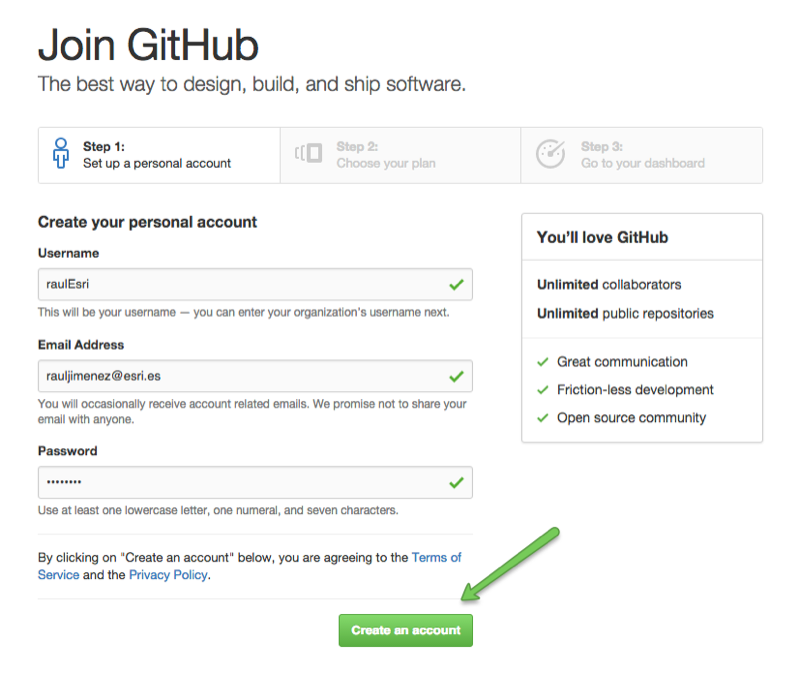 Join GitHub
The best way to design, build, and ship software.
Step 1:
Set up a personal account
Step 2:
Choose your plan
Step 3:
Go to your dashboard
Create your personal account
Username
raulEsri
This will be your username — you can enter your organization's username next.
Email Address
rauljimenez@esri.es
You will occasionally receive account related emails. We promise not to share your
email with anyone.
Password
••••••••
Use at least one lowercase letter, one numeral, and seven characters.
By clicking on "Create an account" below, you are agreeing to the Terms of
Service and the Privacy Policy.
Create an account
You'll love GitHub
Unlimited collaborators
Unlimited public repositories
Great communication
Friction-less development
Open source community